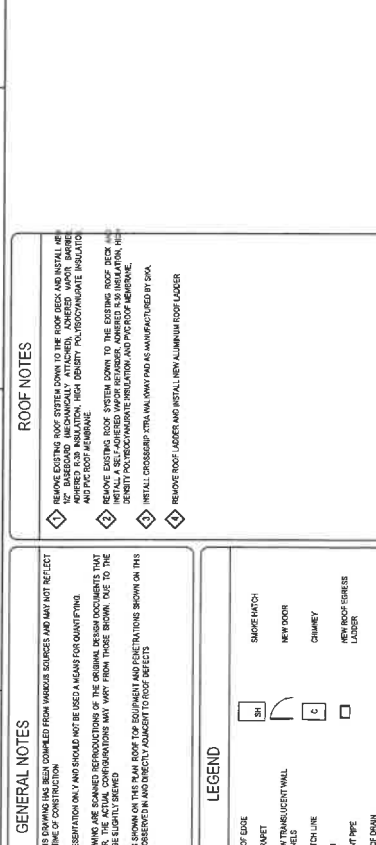 GENERAL NOTES
IS DRAWING HAS BEEN COMPILED FROM VARIOUS SOURCES AND MAY NOT REFLECT
IME OF CONSTRUCTION
ESENTATION ONLY AND SHOULD NOT BE USED A MEANS FOR QUANTIFYING.
WING ARE SCANNED REPRODUCTIONS OF THE ORIGINAL DESIGN DOCUMENTS THAT
R, THE ACTUAL CONFIGURATIONS MAY VARY FROM THOSE SHOWN, DUE TO THE
E SLIGHTLY SKEWED
SHOWN ON THIS PLAN ROOF TOP EQUIPMENT AND PENETRATIONS SHOWN ON THIS
OBSERVED IN AND DIRECTLY ADJACENT TO ROOF DEFECTS
ROOF NOTES
1 REMOVE EXISTING ROOF SYSTEM DOWN TO THE ROOF DECK AND INSTALL NEW
1/2" BASEBOARD (MECHANICALLY ATTACHED), ADHERED VAPOR BARRIER,
ADHERED R-30 INSULATION, HIGH DENSITY POLYISOCYANURATE INSULATION
AND PVC ROOF MEMBRANE.
2 REMOVE EXISTING ROOF SYSTEM DOWN TO THE EXISTING ROOF DECK AND
INSTALL A SELF-ADHERED VAPOR RETARDER, ADHERED R-30 INSULATION, HIGH
DENSITY POLYISOCYANURATE INSULATION, AND PVC ROOF MEMBRANE.
3 INSTALL CROSSGRIP XTRA WALKWAY PAD AS MANUFACTURED BY SIKA.
4 REMOVE ROOF LADDER AND INSTALL NEW ALUMINUM ROOF LADDER
LEGEND
OF EDGE
RAPET
W TRANSLUCENT WALL
ELS
TCH LINE
NT PIPE
OF DRAIN
SH SMOKE HATCH
NEW DOOR
C CHIMNEY
NEW ROOF EGRESS
LADDER